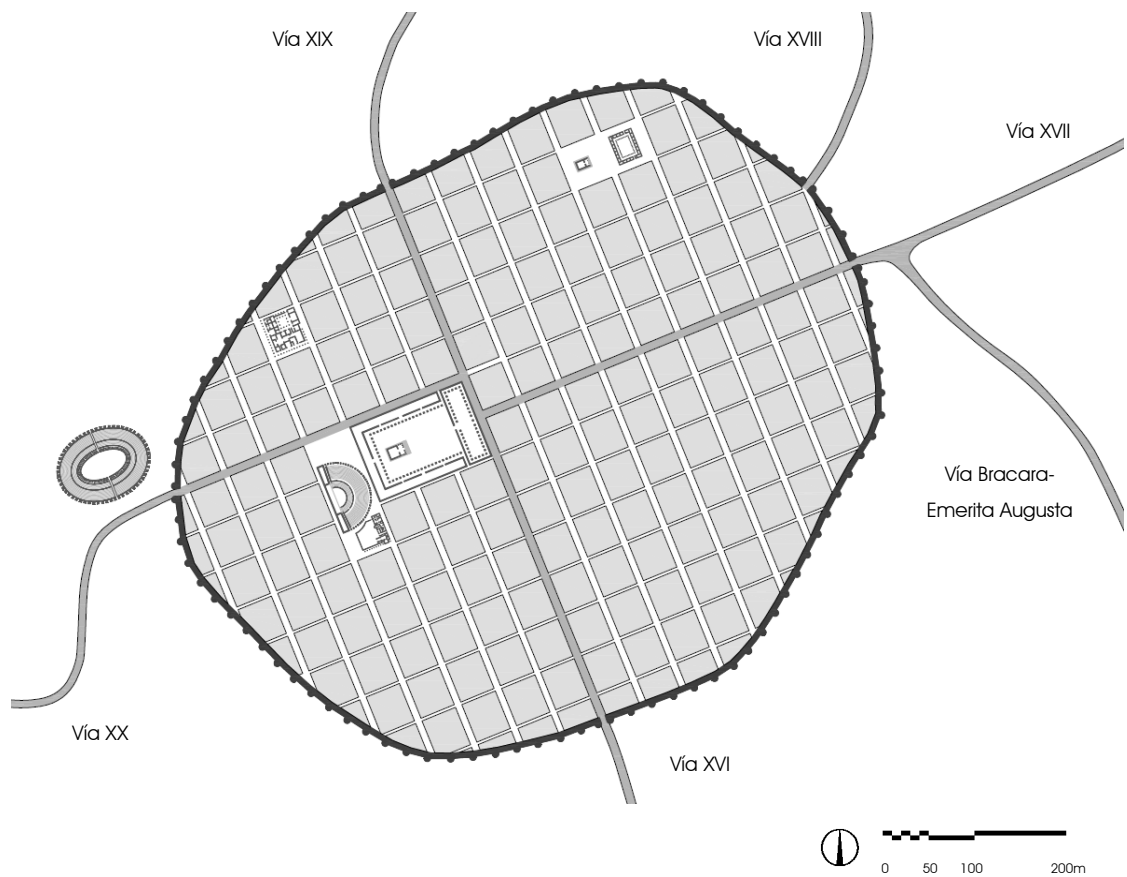 Vía XIX
Vía XVIII
Vía XVII
Vía Bracara-
Emerita Augusta
Vía XX
Vía XVI
0 50 100 200m